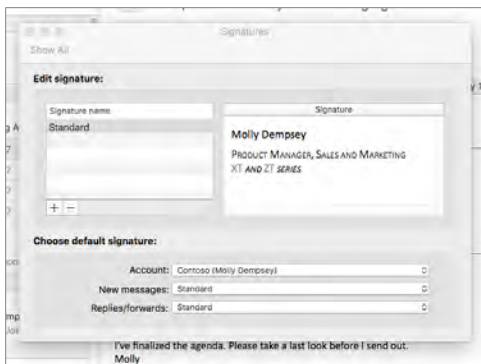 Signatures
Show All
Edit signature:
Signature name
Standard
Signature
Molly Dempsey
PRODUCT MANAGER, SALES AND MARKETING
XT AND ZT SERIES
+ −
Choose default signature:
Account: Contoso (Molly Dempsey)
New messages: Standard
Replies/forwards: Standard
I've finalized the agenda. Please take a last look before I send out.
Molly